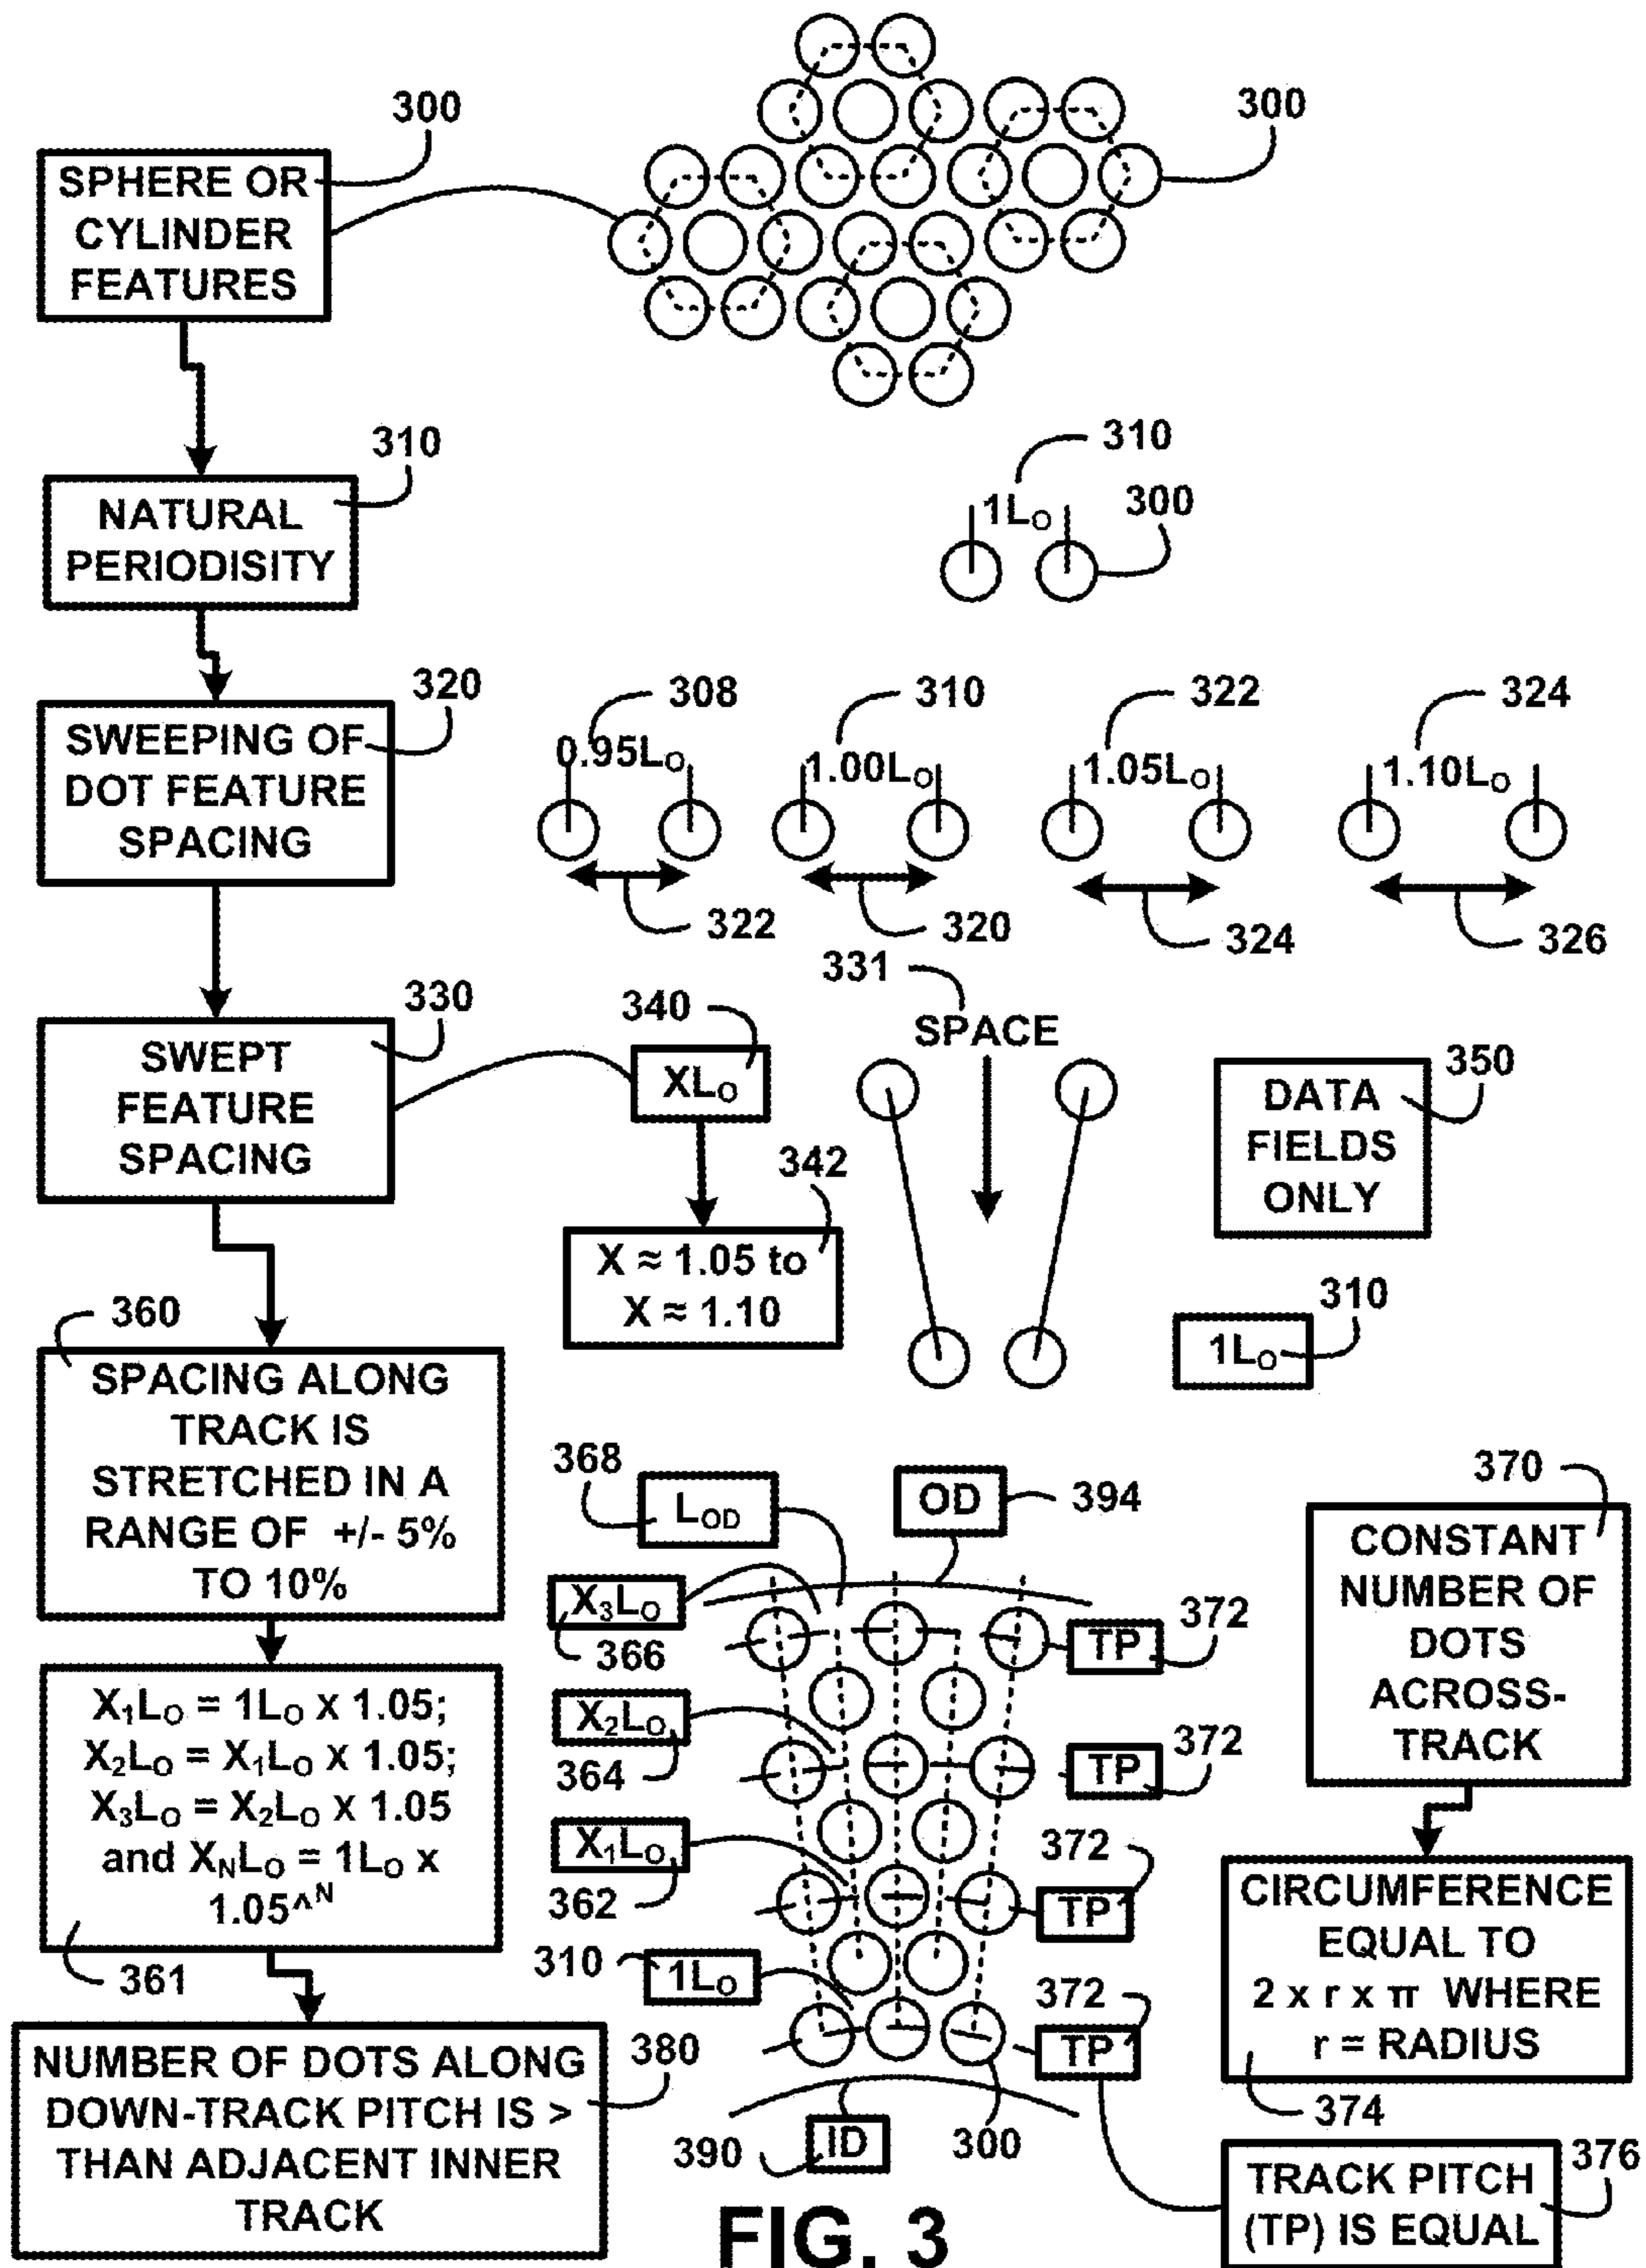 300
300
SPHERE OR
CYLINDER
FEATURES
310
310
NATURAL
PERIODISITY
1Lo
300
320
308
310
322
324
SWEEPING OF
DOT FEATURE
SPACING
0.95Lo
1.00Lo
1.05Lo
1.10Lo
322
320
324
326
330
331
SWEPT
FEATURE
SPACING
340
XLo
SPACE
350
DATA
FIELDS
ONLY
342
X ≈ 1.05 to
X ≈ 1.10
310
1Lo
360
SPACING ALONG
TRACK IS
STRETCHED IN A
RANGE OF +/- 5%
TO 10%
368
LOD
OD
394
370
CONSTANT
NUMBER OF
DOTS
ACROSS-
TRACK
X3Lo
366
TP
372
X1Lo = 1Lo x 1.05;
X2Lo = X1Lo x 1.05;
X3Lo = X2Lo x 1.05
and XNLo = 1Lo x
1.05^N
361
X2Lo
364
TP
372
X1Lo
362
372
TP
310
1Lo
372
TP
CIRCUMFERENCE
EQUAL TO
2 x r x π WHERE
r = RADIUS
374
NUMBER OF DOTS ALONG
DOWN-TRACK PITCH IS >
THAN ADJACENT INNER
TRACK
380
390
ID
300
TRACK PITCH
(TP) IS EQUAL
376
FIG. 3